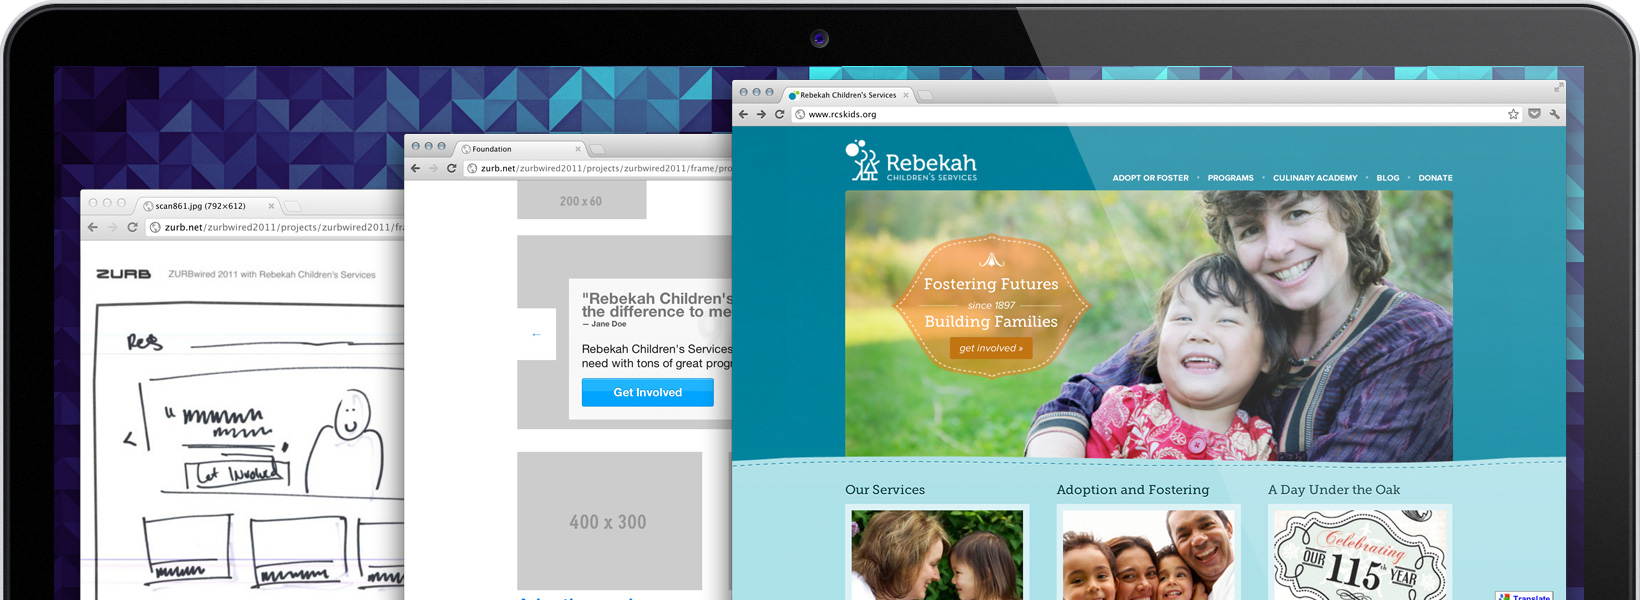 scan861.jpg (792×612)
zurb.net/zurbwired2011/projects/zurbwired2011/fr
ZURB ZURBwired 2011 with Rebekah Children's Services
Get Involved
Foundation
zurb.net/zurbwired2011/projects/zurbwired2011/frame/pro
200 x 60
"Rebekah Children's
the difference to me
— Jane Doe
Rebekah Children's Services
need with tons of great prog
Get Involved
400 x 300
Rebekah Children's Services
www.rcskids.org
Rebekah
CHILDREN'S SERVICES
ADOPT OR FOSTER • PROGRAMS • CULINARY ACADEMY • BLOG • DONATE
Fostering Futures
since 1897
Building Families
get involved »
Our Services
Adoption and Fostering
A Day Under the Oak
Celebrating
OUR 115th YEAR
Translate